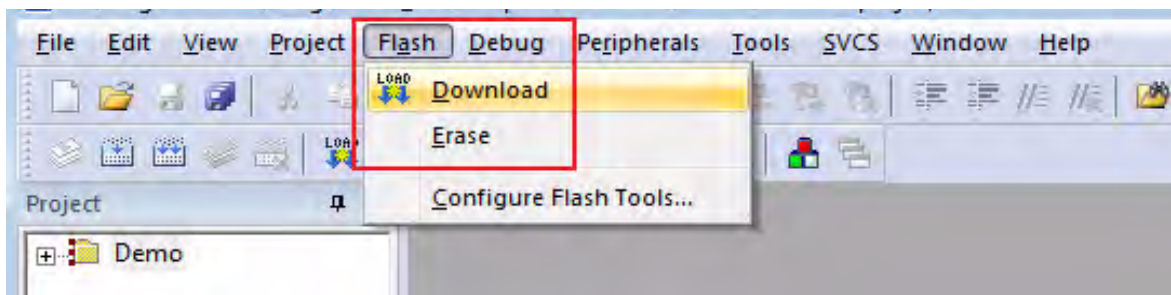 File Edit View Project Flash Debug Peripherals Tools SVCS Window Help
LOAD Download
LOAD Erase
Project Configure Flash Tools...
Demo